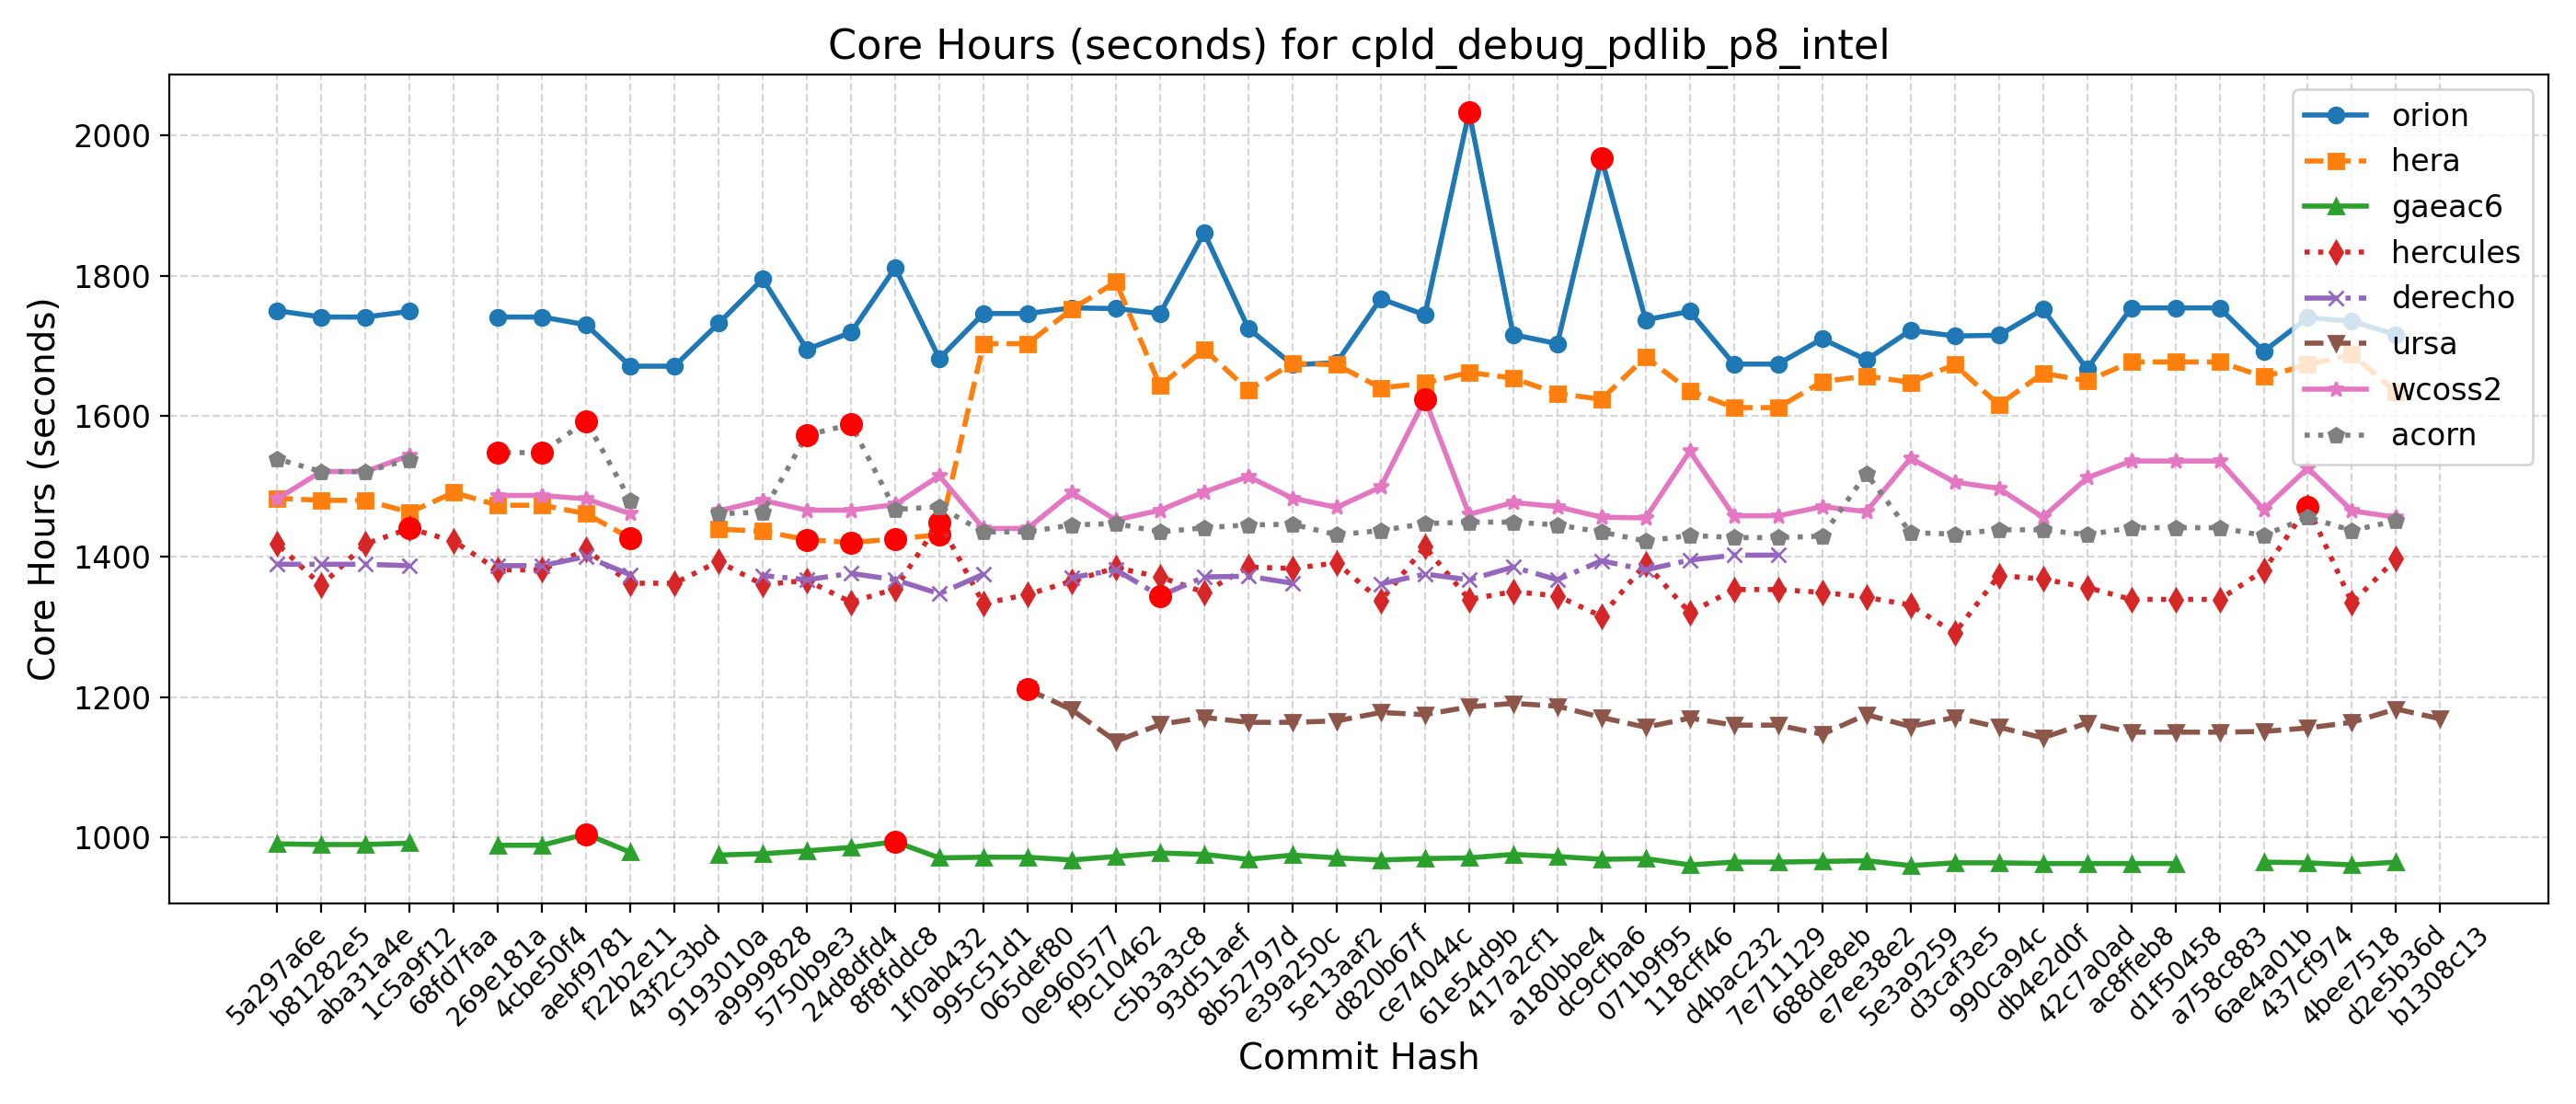 Core Hours (seconds) for cpld_debug_pdlib_p8_intel
Core Hours (seconds)
2000
1800
1600
1400
1200
1000
orion
hera
gaeac6
hercules
derecho
ursa
wcoss2
acorn
5a297a6e
b81282e5
aba31a4e
1c5a9f12
68fd7faa
269e181a
4cbe50f4
aebf9781
f22b2e11
43f2c3bd
9193010a
a9999828
5750b9e3
24d8dfd4
8f8fddc8
1f0ab432
995c51d1
065def80
0e960577
f9c10462
c5b3a3c8
93d51aef
8b52797d
e39a250c
5e13aaf2
d820b67f
ce74044c
61e54d9b
417a2cf1
a180bbe4
dc9cfba6
071b9f95
118cff46
d4bac232
7e711129
688de8eb
e7ee38e2
5e3a9259
d3caf3e5
990ca94c
db4e2d0f
42c7a0ad
ac8ffeb8
d1f50458
a758c883
6ae4a01b
437cf974
4bee7518
d2e5b36d
b1308c13
Commit Hash